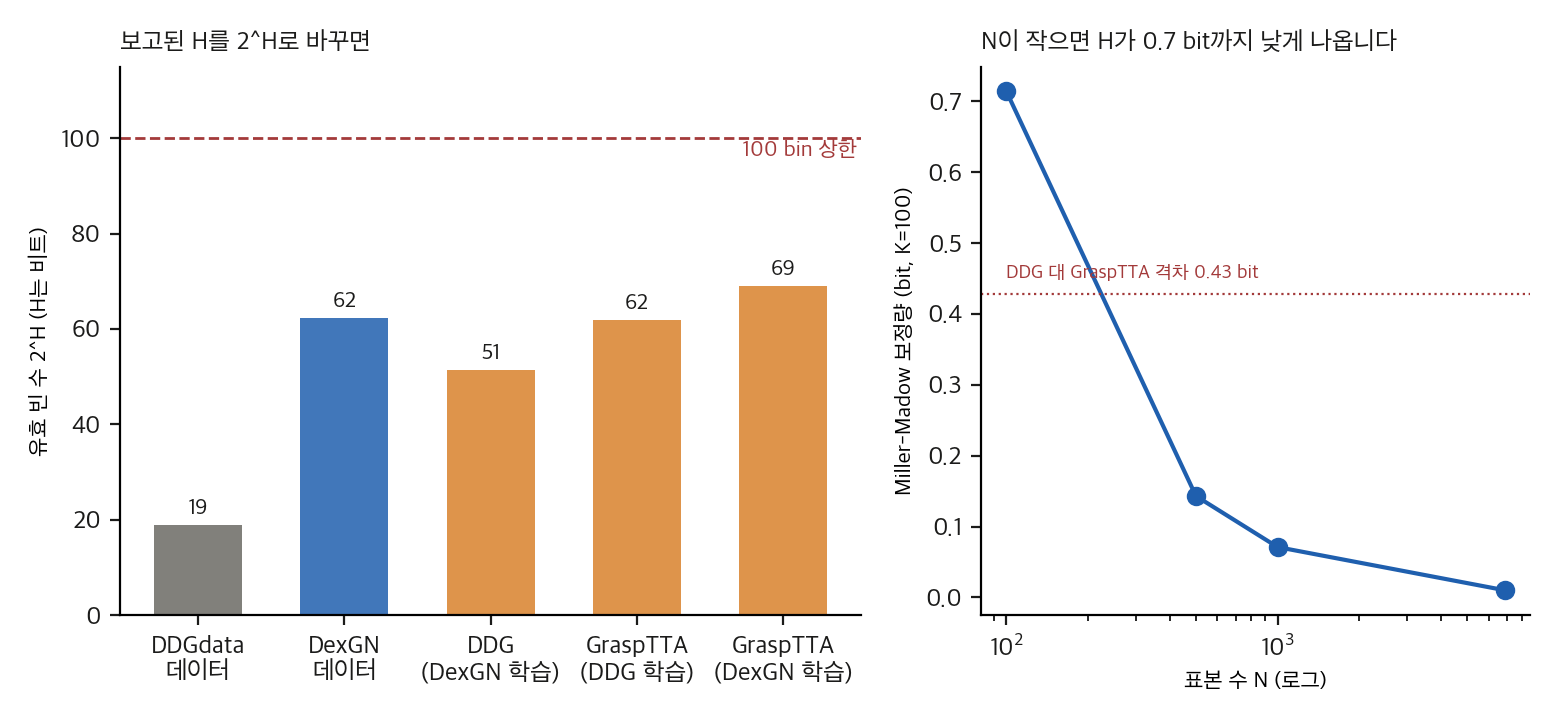 보고된 H를 2^H로 바꾸면
유효 빈 수 2^H (H는 비트)
100
80
60
40
20
0
100 bin 상한
19
62
51
62
69
DDGdata
데이터
DexGN
데이터
DDG
(DexGN 학습)
GraspTTA
(DDG 학습)
GraspTTA
(DexGN 학습)
N이 작으면 H가 0.7 bit까지 낮게 나옵니다
Miller–Madow 보정량 (bit, K=100)
0.7
0.6
0.5
0.4
0.3
0.2
0.1
0.0
DDG 대 GraspTTA 격차 0.43 bit
10²
10³
표본 수 N (로그)